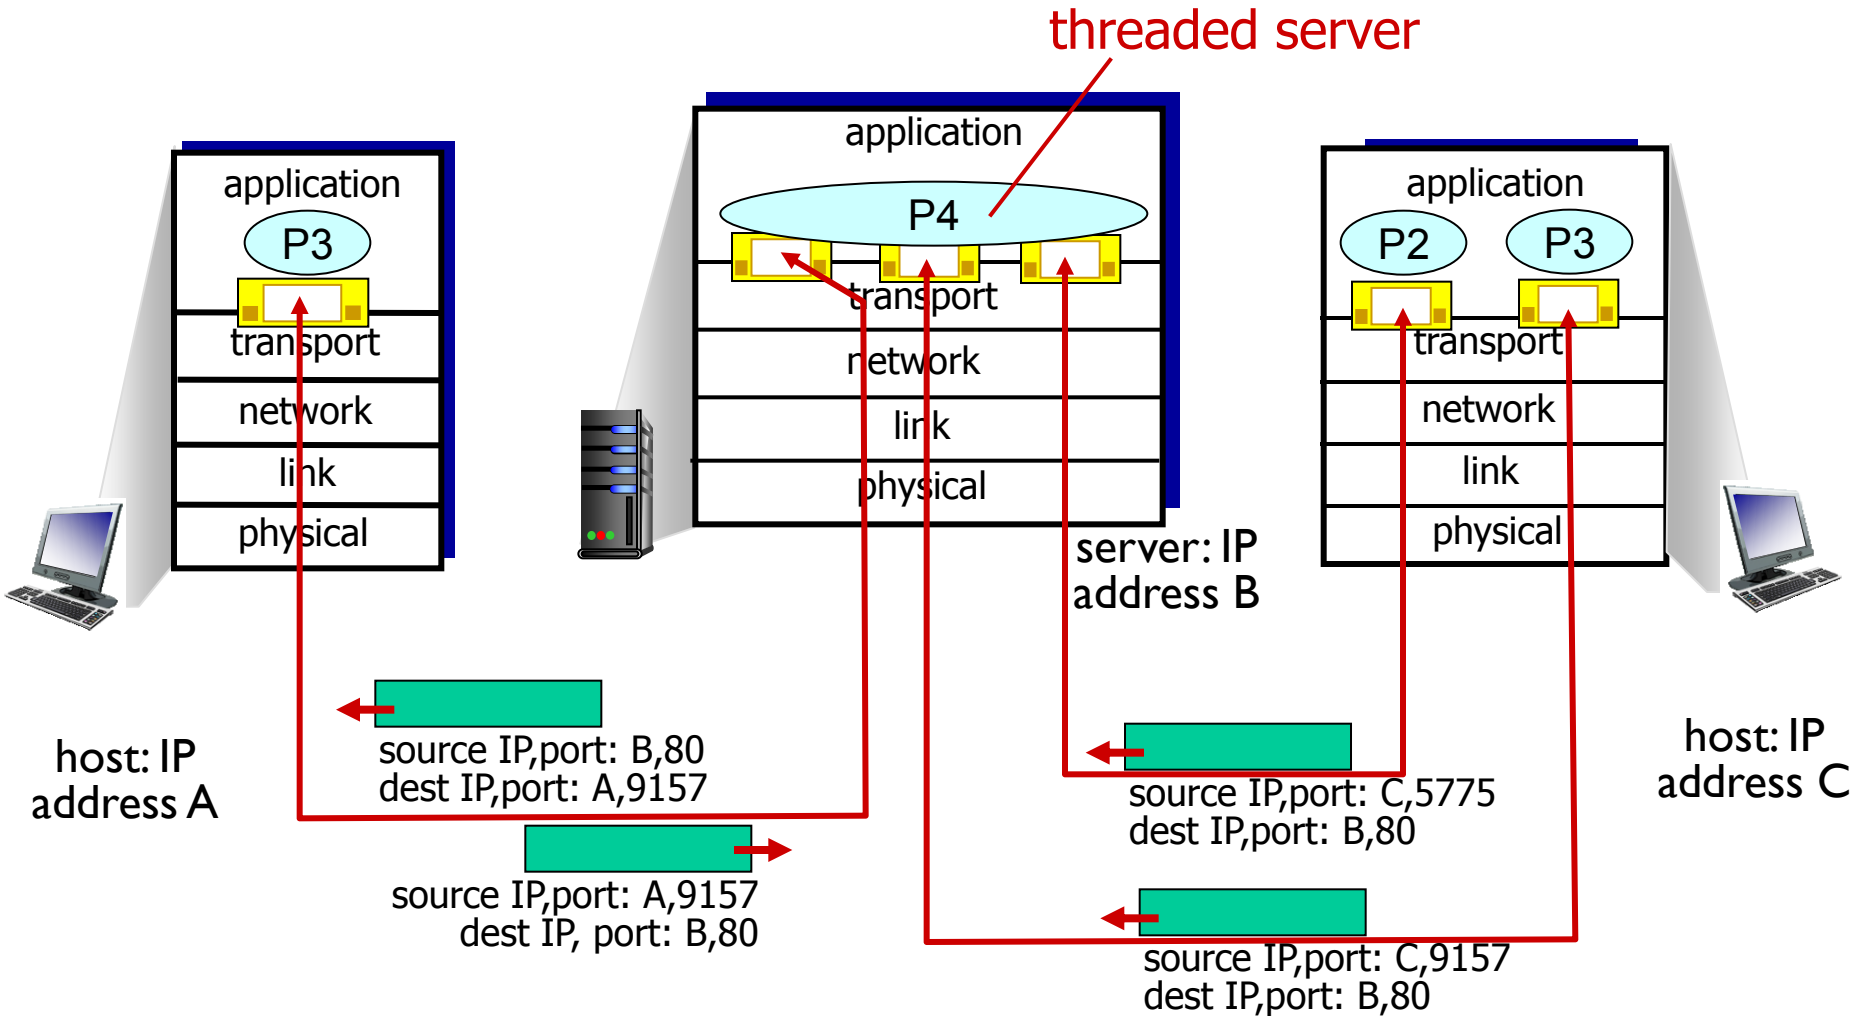 threaded server
application
P3
transport
network
link
physical
application
P4
transport
network
link
physical
application
P2
P3
transport
network
link
physical
server: IP
address B
host: IP
address A
source IP,port: B,80
dest IP,port: A,9157
source IP,port: A,9157
dest IP, port: B,80
source IP,port: C,5775
dest IP,port: B,80
source IP,port: C,9157
dest IP,port: B,80
host: IP
address C